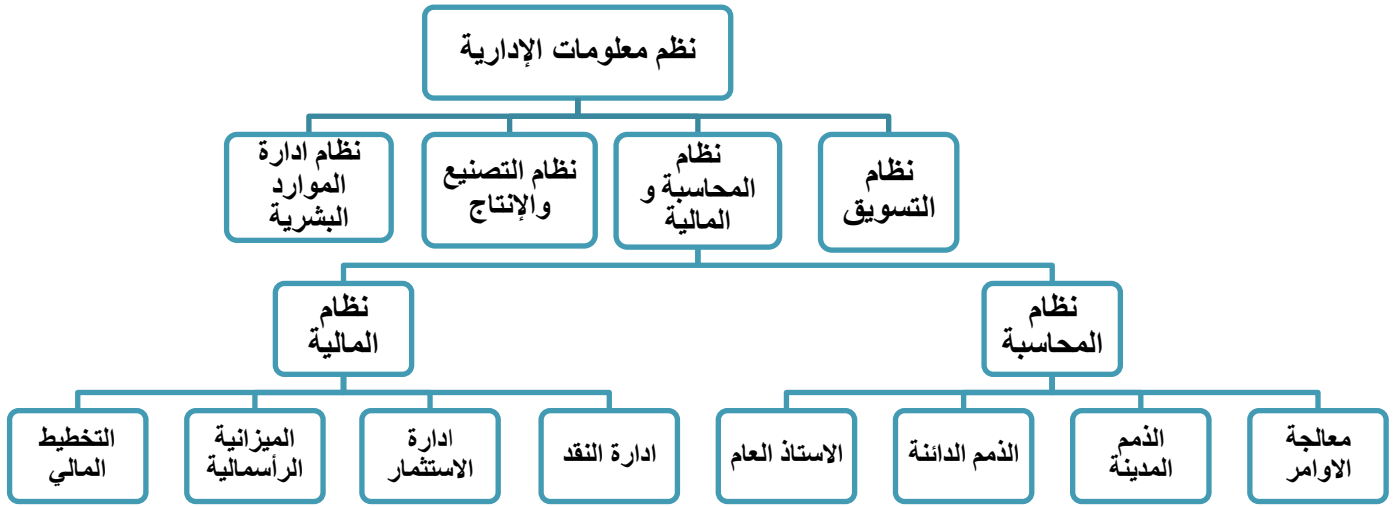 نظم معلومات الإدارية
نظام
التسويق
نظام
المحاسبة و
المالية
نظام التصنيع
والإنتاج
نظام ادارة
الموارد
البشرية
نظام
المحاسبة
نظام
المالية
معالجة
الاوامر
الذمم
المدينة
الذمم الدائنة
الاستاذ العام
ادارة النقد
ادارة
الاستثمار
الميزانية
الرأسمالية
التخطيط
المالي